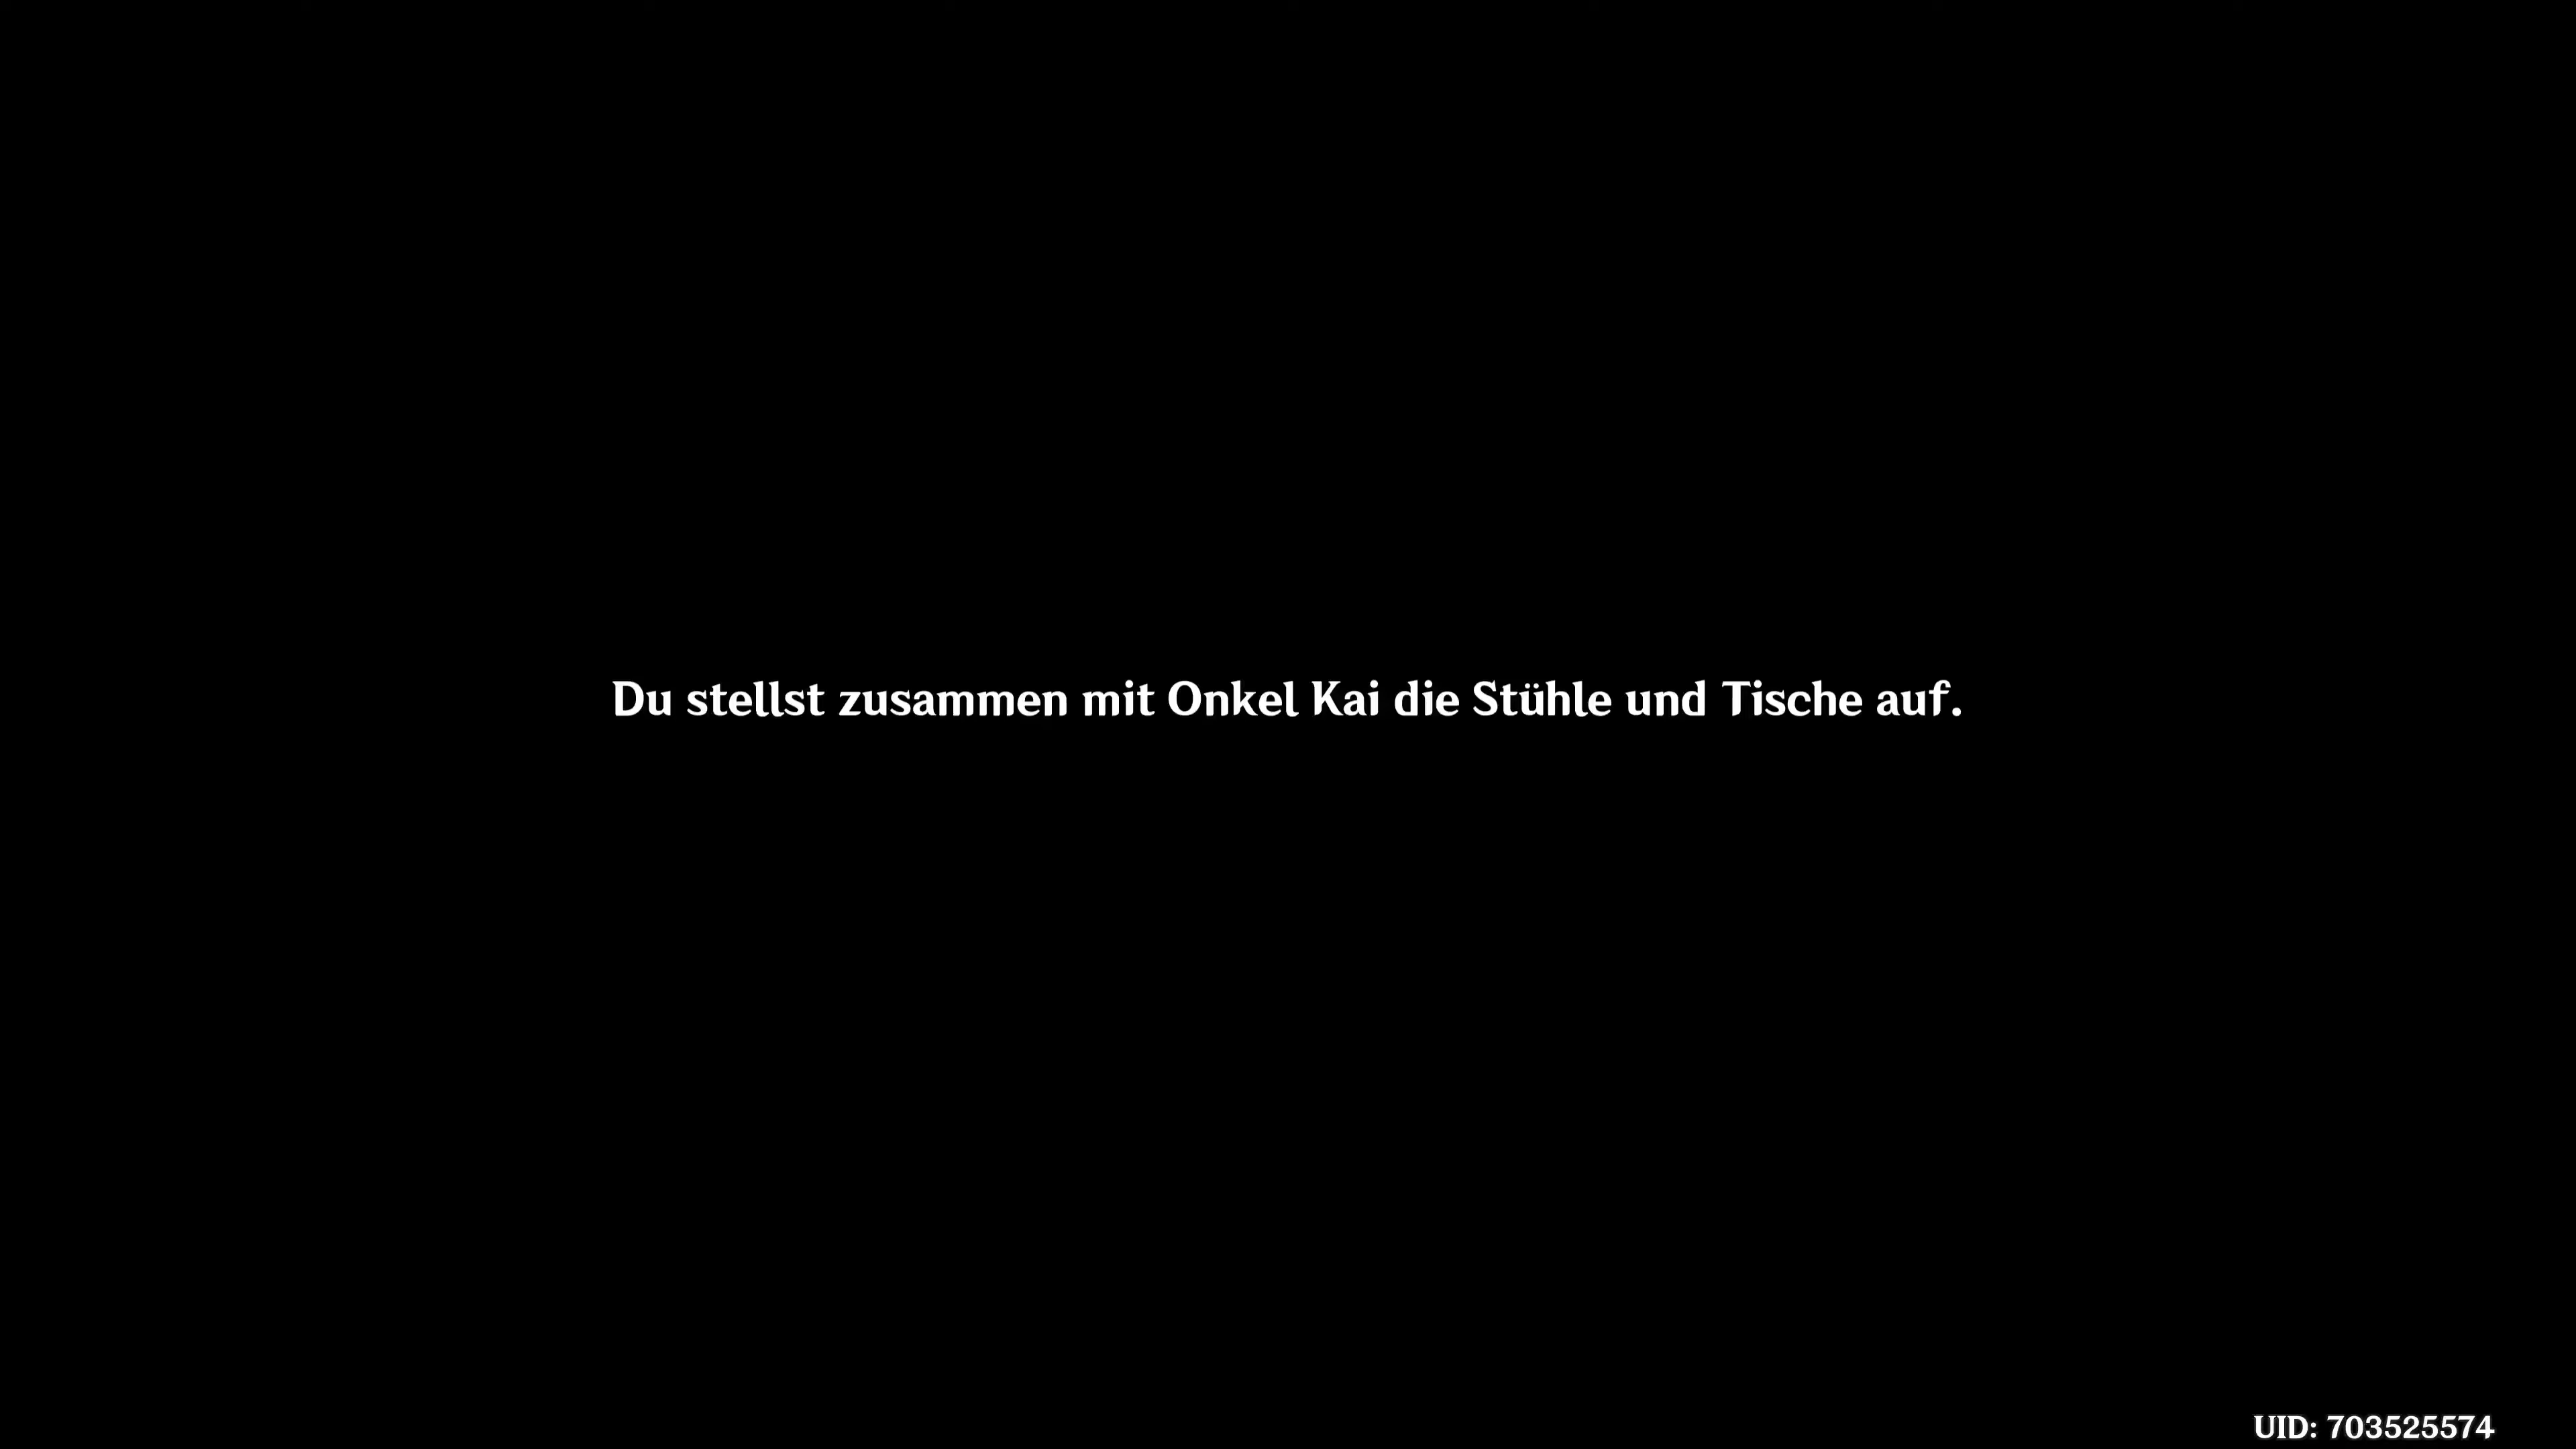 Du stellst zusammen mit Onkel Kai die Stühle und Tische auf.
UID: 703525574